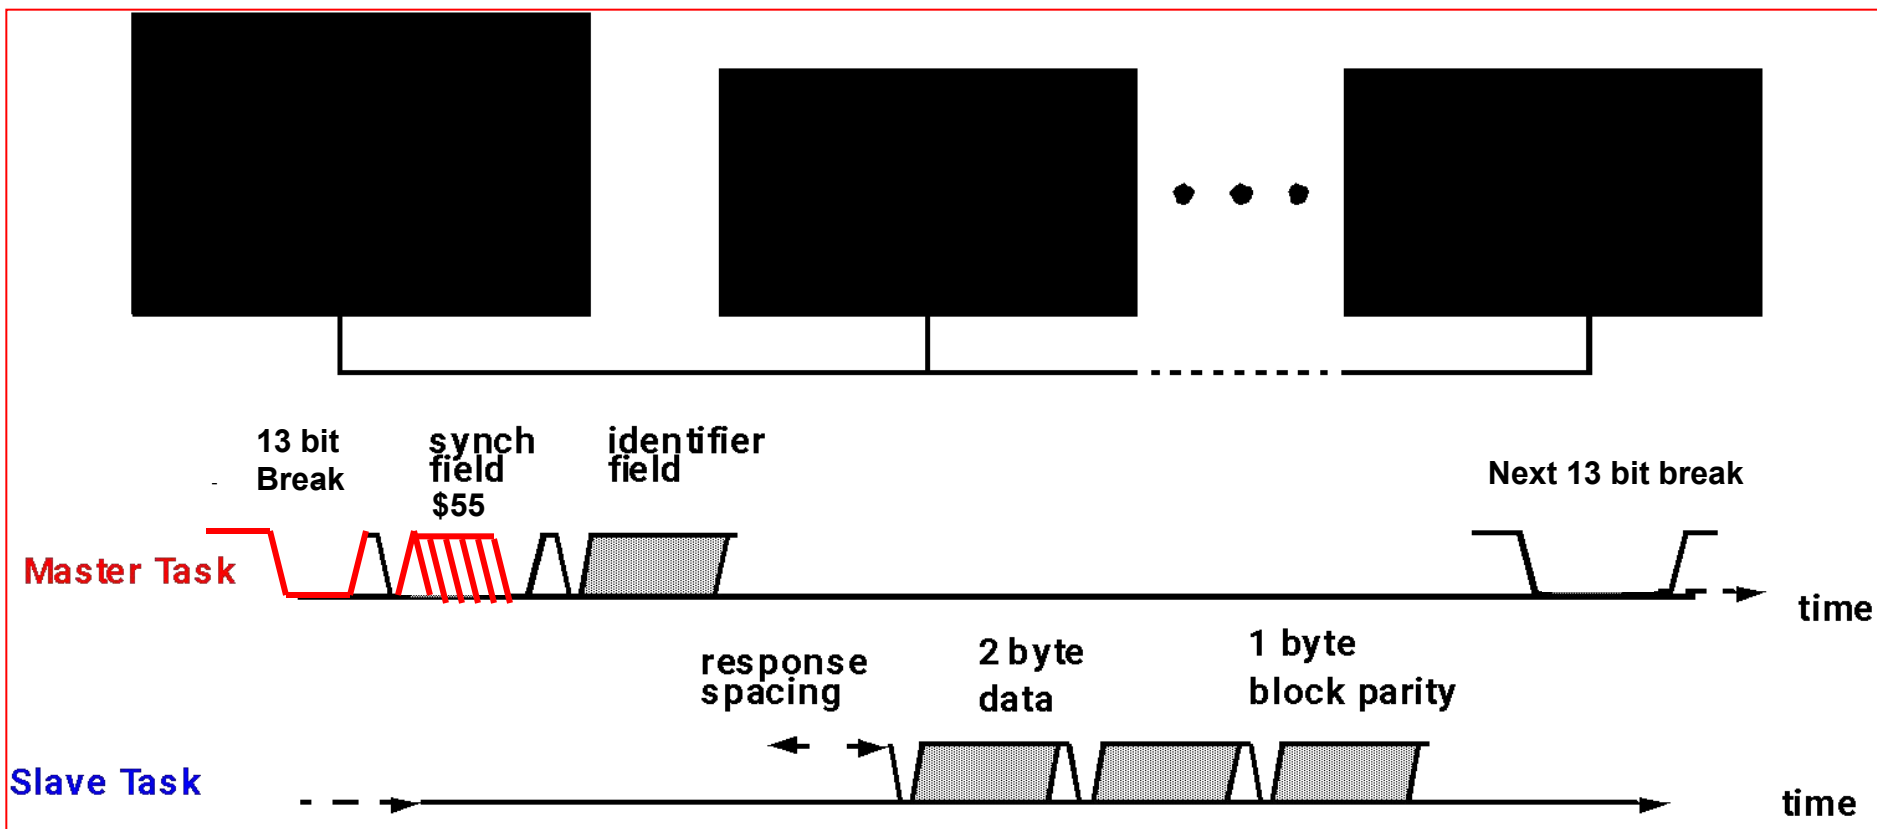 13 bit
Break
synch
field
$55
identifier
field
Next 13 bit break
-
Master Task
time
response
spacing
2 byte
data
1 byte
block parity
Slave Task
time